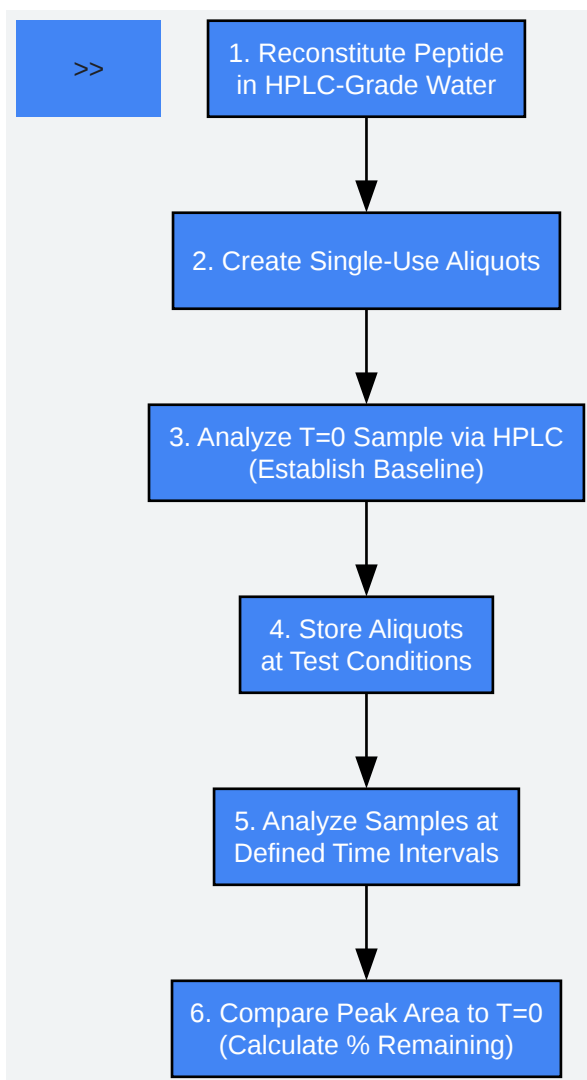 >>
1. Reconstitute Peptide
in HPLC-Grade Water
2. Create Single-Use Aliquots
3. Analyze T=0 Sample via HPLC
(Establish Baseline)
4. Store Aliquots
at Test Conditions
5. Analyze Samples at
Defined Time Intervals
6. Compare Peak Area to T=0
(Calculate % Remaining)